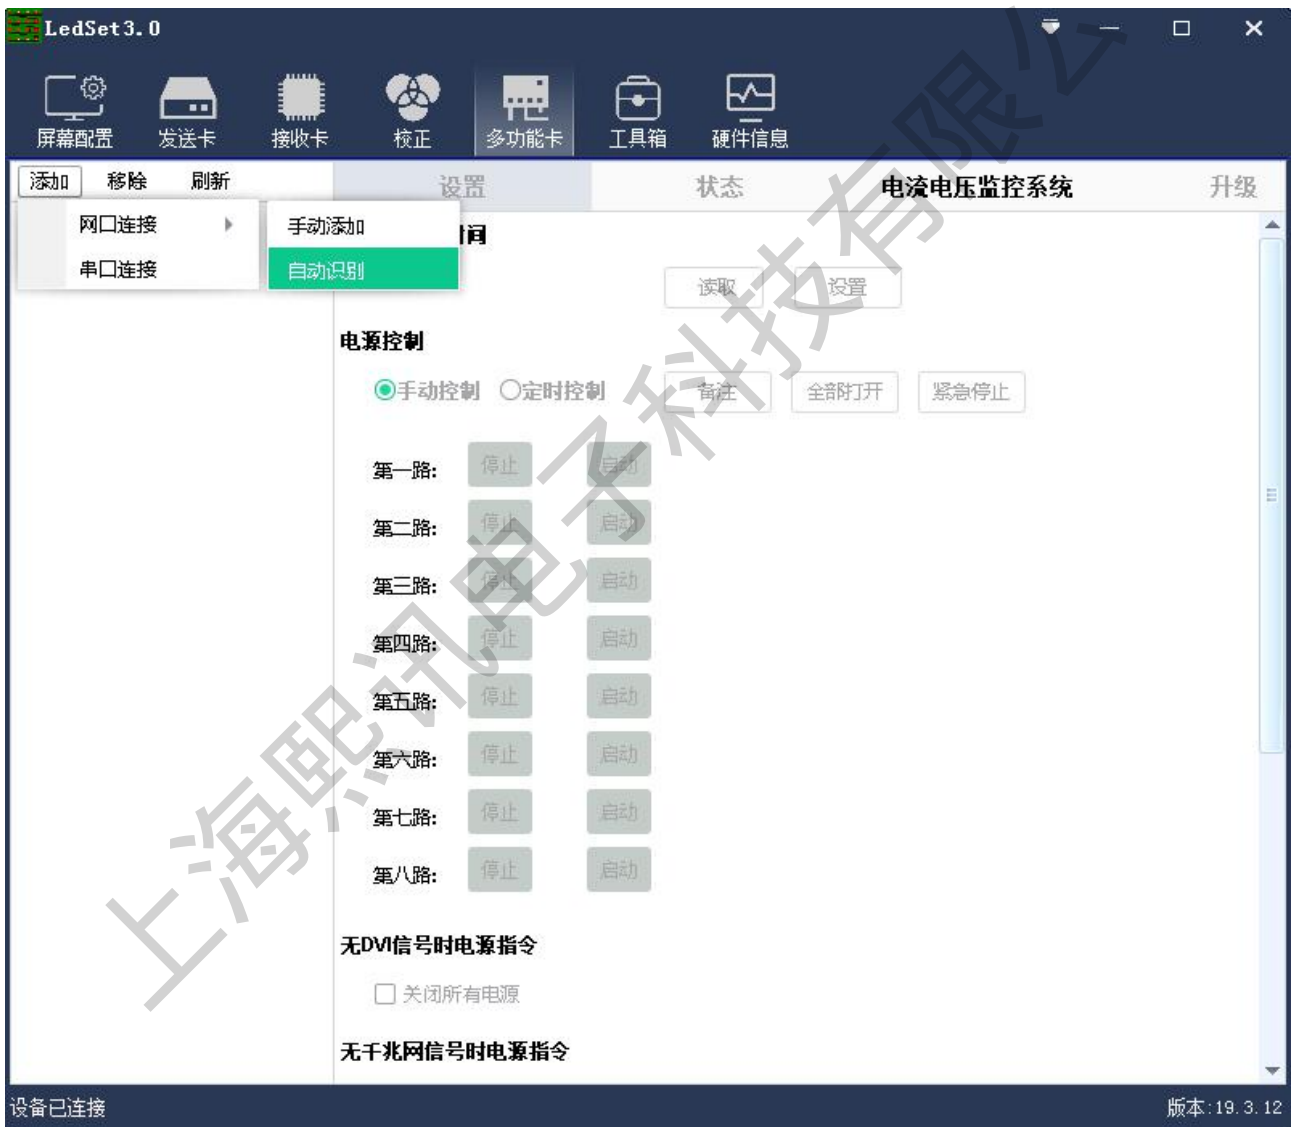 LedSet3.0
屏幕配置 发送卡 接收卡 校正 多功能卡 工具箱 硬件信息
添加 移除 刷新 设置 状态 电流电压监控系统 升级
网口连接 手动添加 间
串口连接 自动识别
读取 设置
电源控制
手动控制 定时控制 备注 全部打开 紧急停止
第一路: 停止 启动
第二路: 停止 启动
第三路: 停止 启动
第四路: 停止 启动
第五路: 停止 启动
第六路: 停止 启动
第七路: 停止 启动
第八路: 停止 启动
无DVI信号时电源指令
关闭所有电源
无千兆网信号时电源指令
设备已连接 版本:19.3.12
上海熙讯电子科技有限公